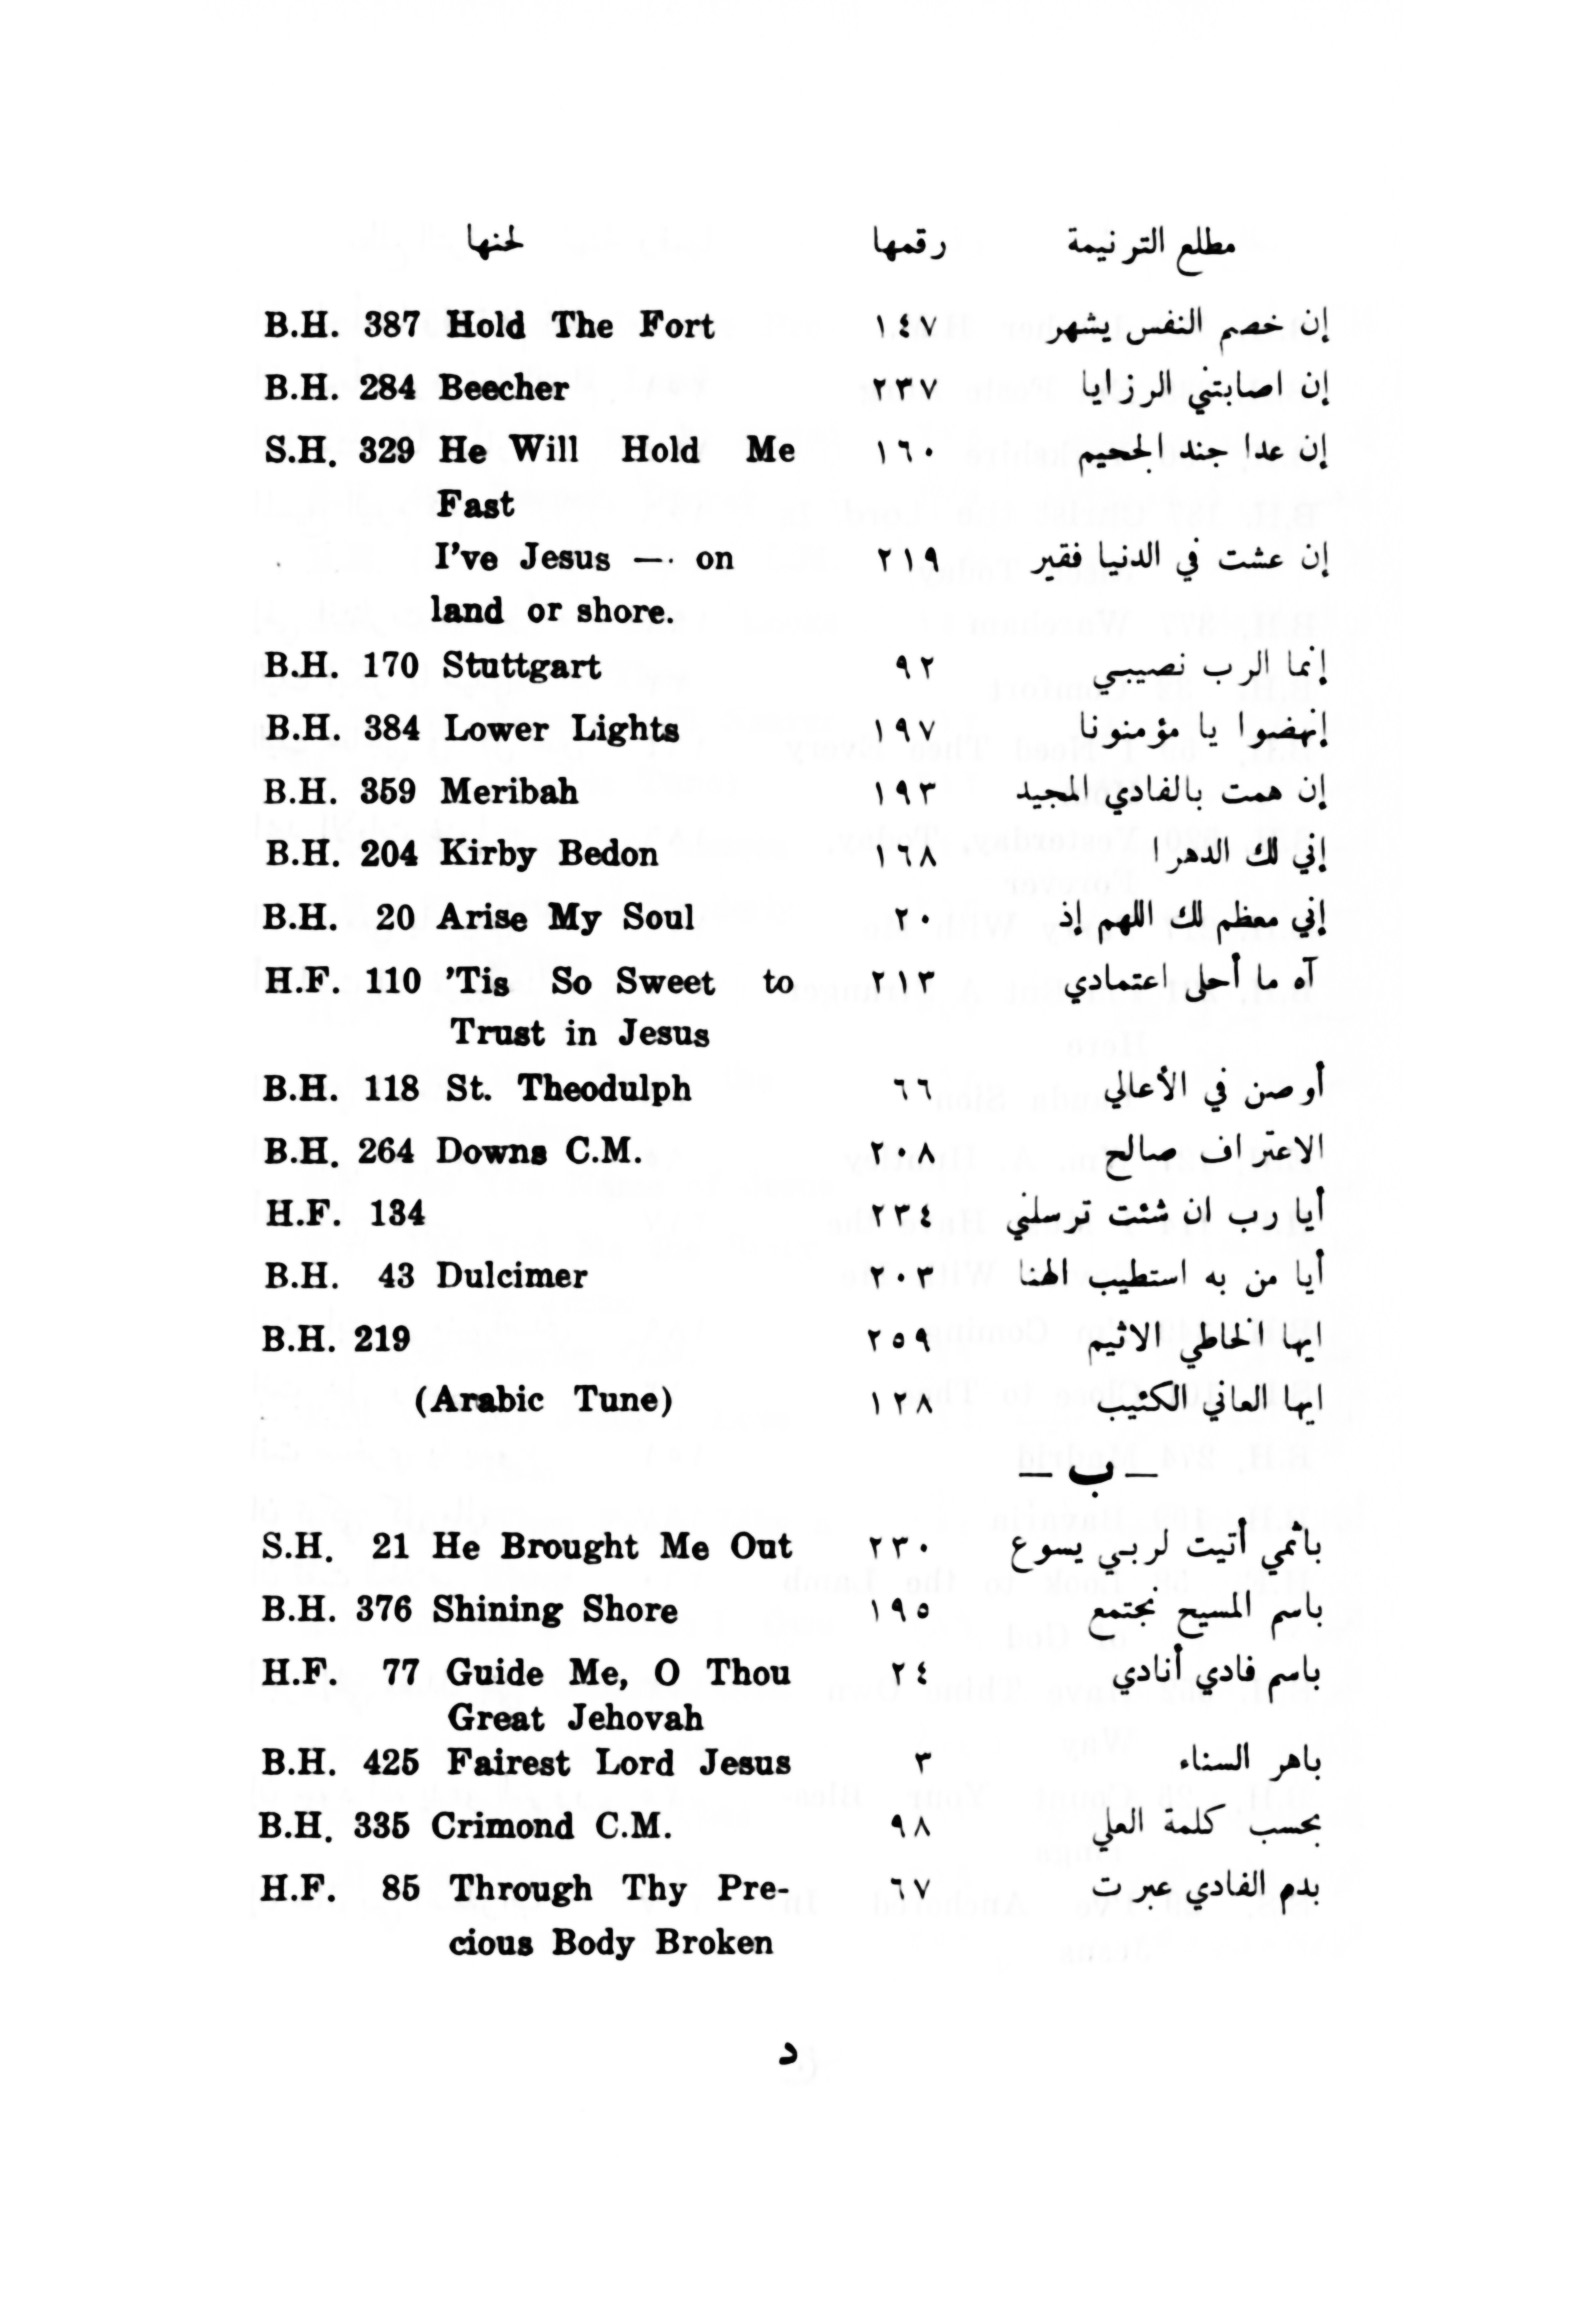 مطلع الترنيمة رقمها لحنها
إن خصم النفس يشهر ١٤٧ B.H. 387 Hold The Fort
إن اصابتني الرزايا ٢٣٧ B.H. 284 Beecher
إن عدا جند الجحيم ١٦٠ S.H. 329 He Will Hold Me
Fast
إن عشت في الدنيا فقير ٢١٩ I've Jesus — on
land or shore.
إنما الرب نصيبي ٩٢ B.H. 170 Stuttgart
إنهضوا يا مؤمنونا ١٩٧ B.H. 384 Lower Lights
إن همت بالفادي المجيد ١٩٣ B.H. 359 Meribah
إني لك الدهرا ١٦٨ B.H. 204 Kirby Bedon
إني معظم لك اللهم إذ ٢٠ B.H. 20 Arise My Soul
آه ما أحلى اعتمادي ٢١٣ H.F. 110 'Tis So Sweet to
Trust in Jesus
أوصن في الأعالي ٦٦ B.H. 118 St. Theodulph
الاعتراف صالح ٢٠٨ B.H. 264 Downs C.M.
أيا رب ان شئت ترسلني ٢٣٤ H.F. 134
أيا من به استطيب الهنا ٢٠٣ B.H. 43 Dulcimer
ايها الخاطي الاثيم ٢٥٩ B.H. 219
ايها العاني الكئيب ١٢٨ (Arabic Tune)
— ب —
باثمي أتيت لربي يسوع ٢٣٠ S.H. 21 He Brought Me Out
باسم المسيح نجتمع ١٩٥ B.H. 376 Shining Shore
باسم فادي أنادي ٢٤ H.F. 77 Guide Me, O Thou
Great Jehovah
باهر السناء ٣ B.H. 425 Fairest Lord Jesus
بحسب كلمة العلي ٩٨ B.H. 335 Crimond C.M.
بدم الفادي عبرت ٦٧ H.F. 85 Through Thy Pre-
cious Body Broken
د